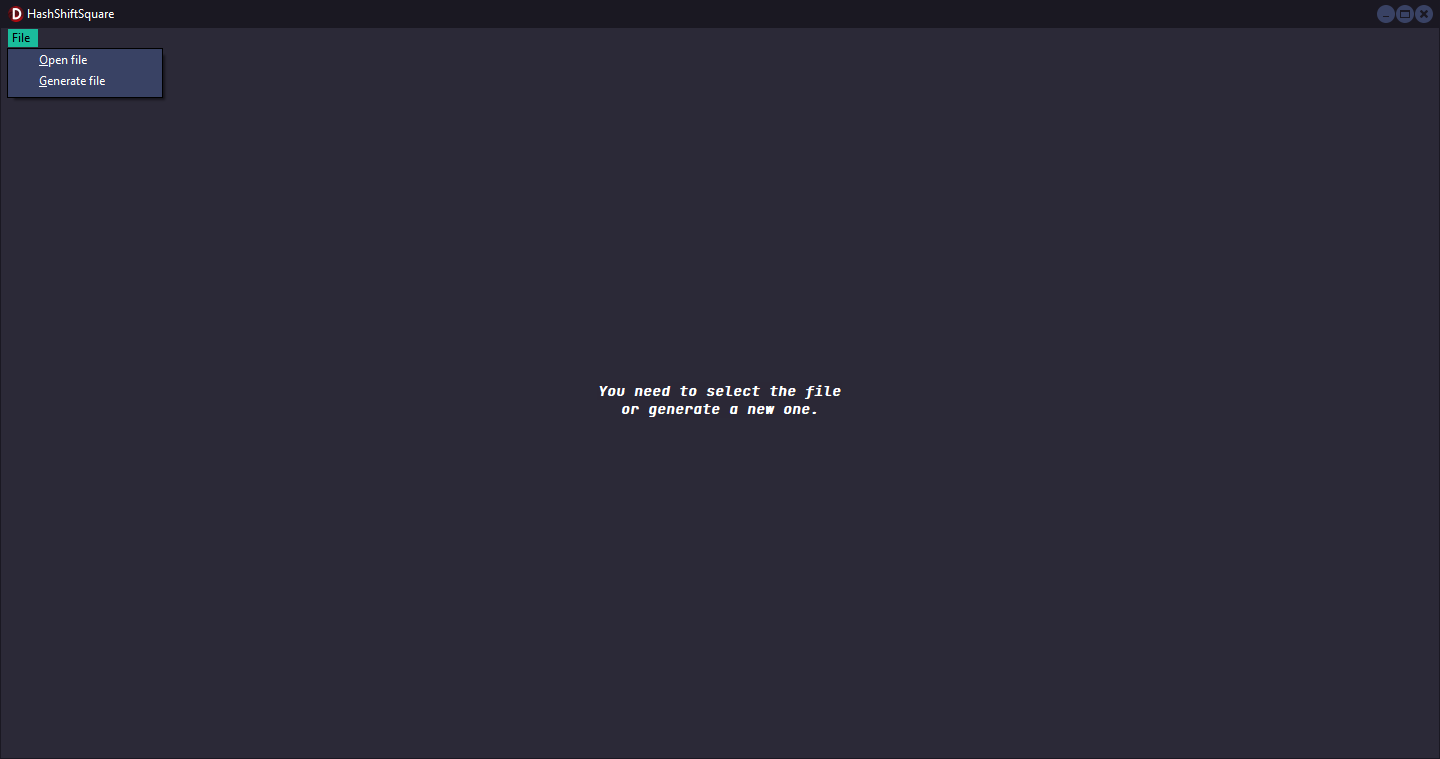 HashShiftSquare
File
Open file
Generate file
You need to select the file
or generate a new one.